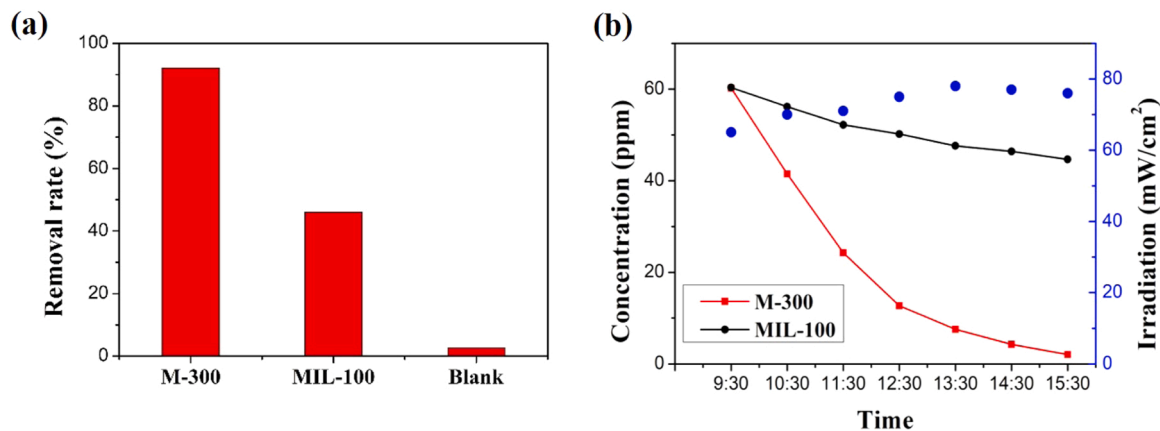 (a)
Removal rate (%)
100
80
60
40
20
0
M-300 MIL-100 Blank
(b)
Concentration (ppm)
60
40
20
0
M-300
MIL-100
80
60
40
20
0
Irradiation (mW/cm²)
9:30 10:30 11:30 12:30 13:30 14:30 15:30
Time